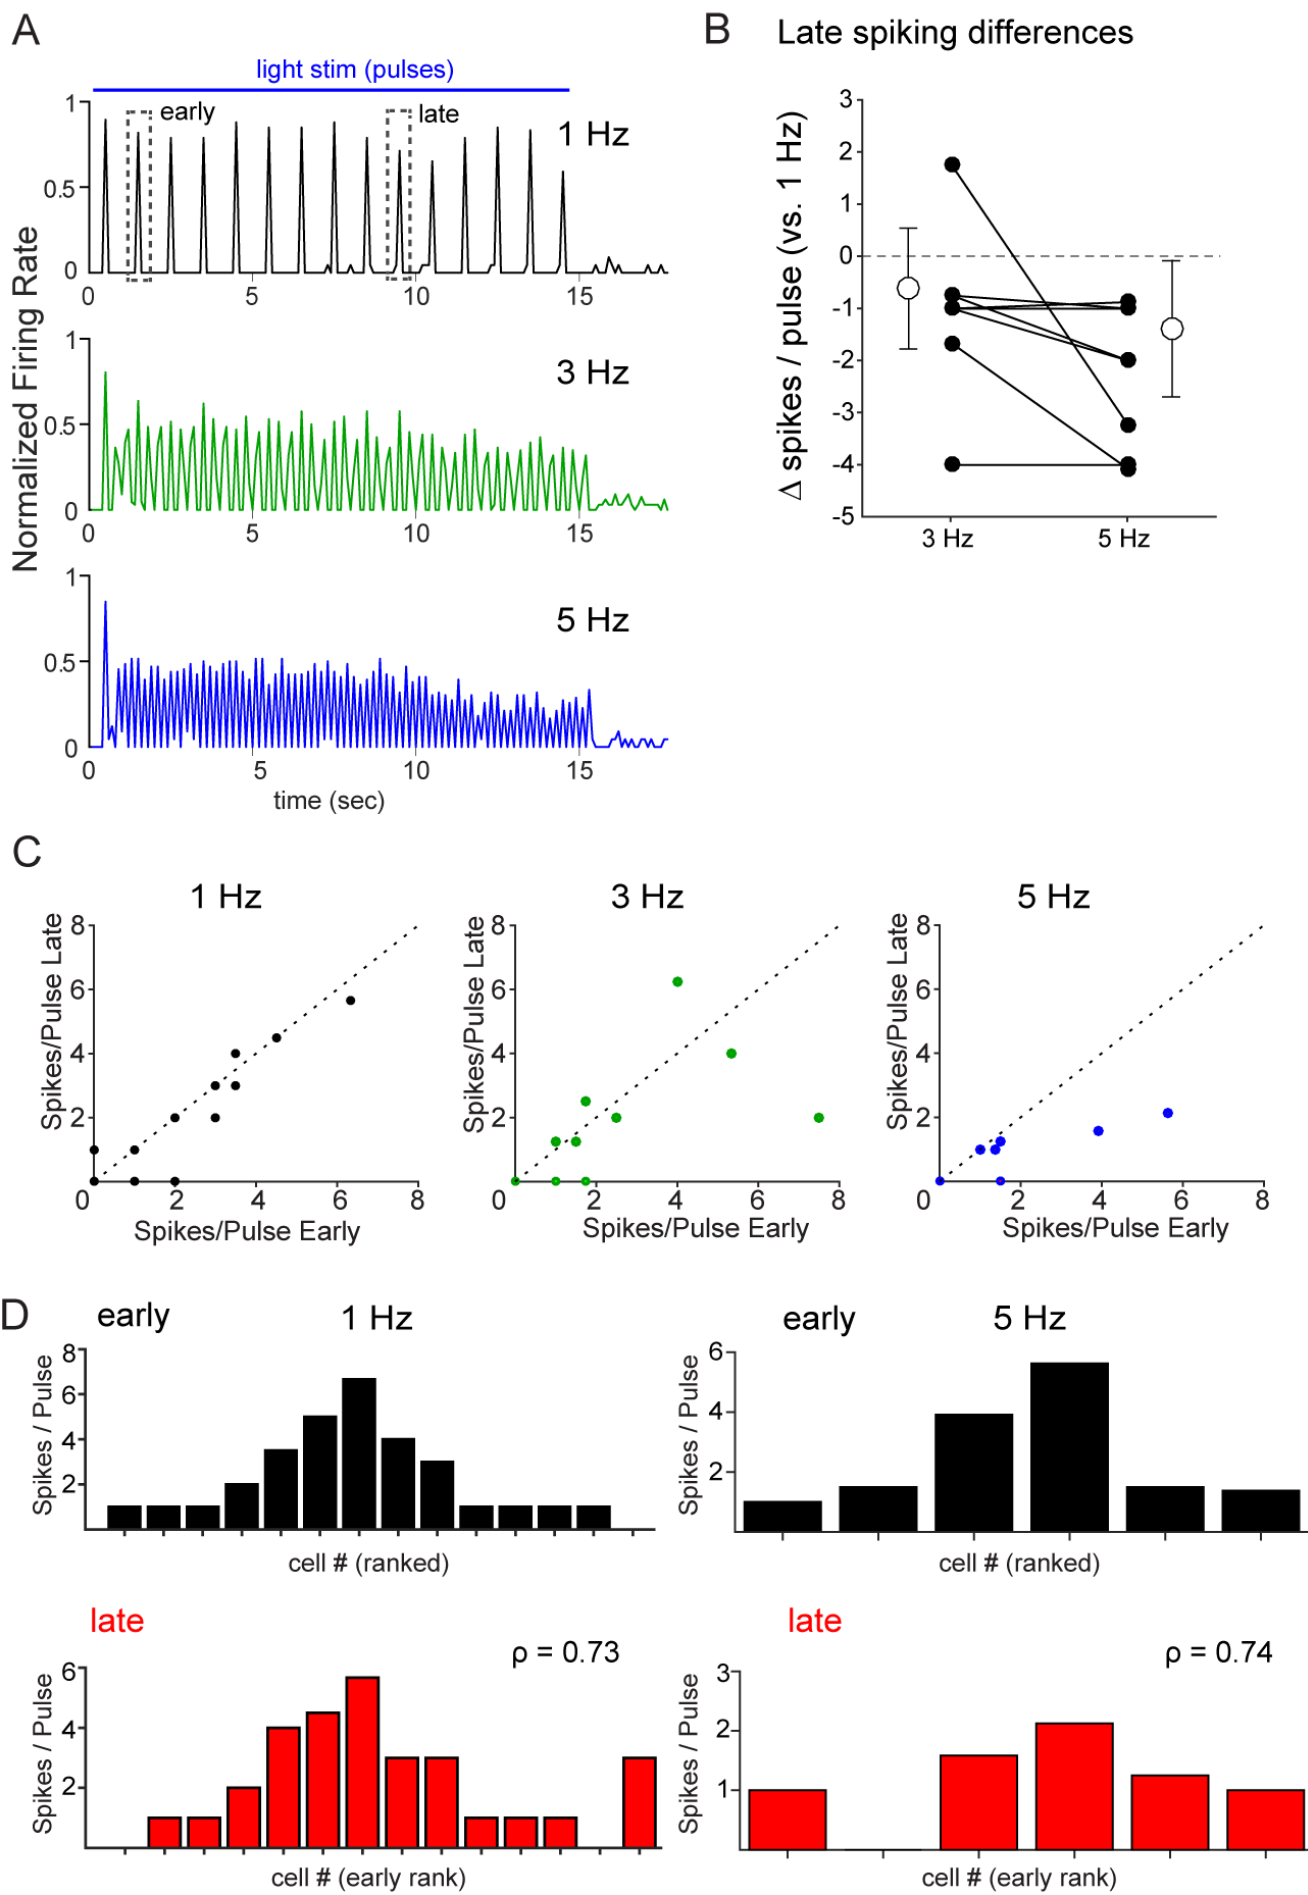 A
light stim (pulses)
early
late
1 Hz
1
0.5
0
0
5
10
15
Normalized Firing Rate
3 Hz
1
0.5
0
0
5
10
15
5 Hz
1
0.5
0
0
5
10
15
time (sec)
B
Late spiking differences
Δ spikes / pulse (vs. 1 Hz)
3
2
1
0
-1
-2
-3
-4
-5
3 Hz
5 Hz
C
1 Hz
Spikes/Pulse Late
8
6
4
2
0
2
4
6
8
Spikes/Pulse Early
3 Hz
Spikes/Pulse Late
8
6
4
2
0
2
4
6
8
Spikes/Pulse Early
5 Hz
Spikes/Pulse Late
8
6
4
2
0
2
4
6
8
Spikes/Pulse Early
D
early
1 Hz
Spikes / Pulse
8
6
4
2
cell # (ranked)
early
5 Hz
Spikes / Pulse
6
4
2
cell # (ranked)
late
ρ = 0.73
Spikes / Pulse
6
4
2
cell # (early rank)
late
ρ = 0.74
Spikes / Pulse
3
2
1
cell # (early rank)